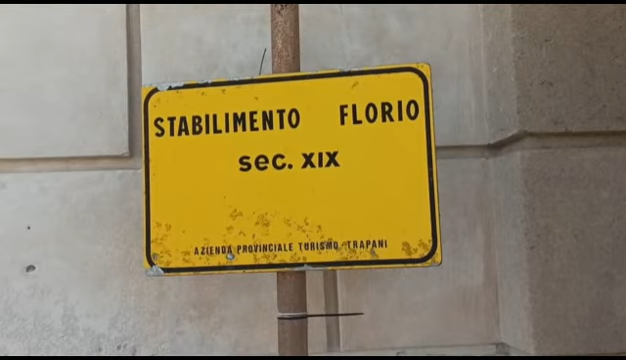 STABILIMENTO FLORIO
sec. XIX
AZIENDA PROVINCIALE TURISMO TRAPANI